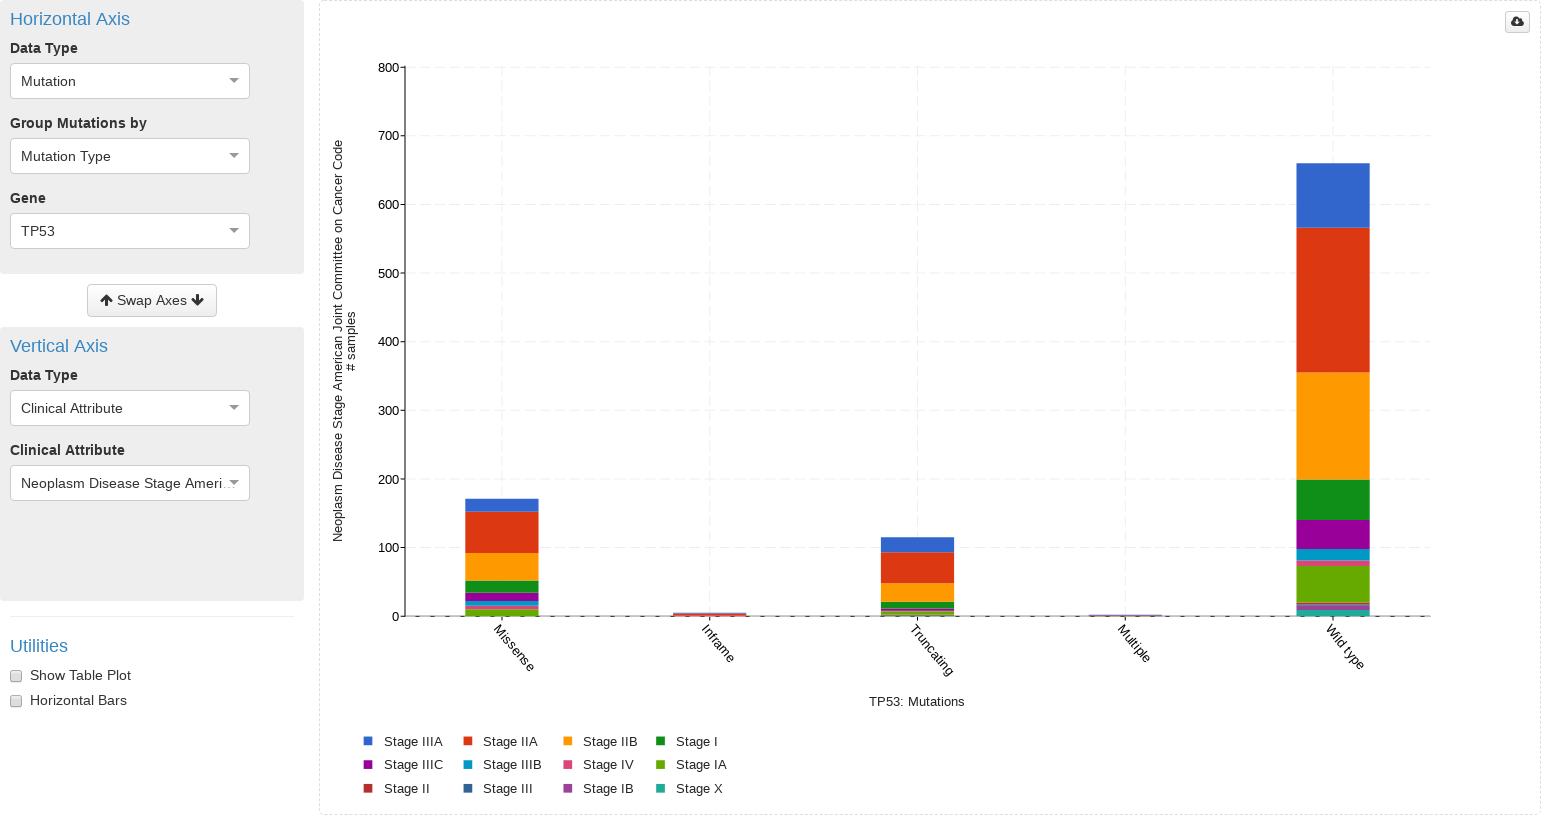 Horizontal Axis
Data Type
Mutation
Group Mutations by
Mutation Type
Gene
TP53
Swap Axes
Vertical Axis
Data Type
Clinical Attribute
Clinical Attribute
Neoplasm Disease Stage Ameri...
Utilities
Show Table Plot
Horizontal Bars
Neoplasm Disease Stage American Joint Committee on Cancer Code
# samples
800
700
600
500
400
300
200
100
0
Missense
Inframe
Truncating
Multiple
Wild type
TP53: Mutations
Stage IIIA Stage IIA Stage IIB Stage I
Stage IIIC Stage IIIB Stage IV Stage IA
Stage II Stage III Stage IB Stage X